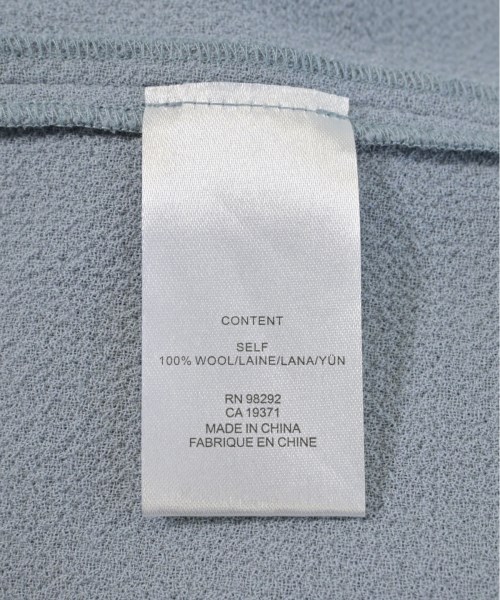 CONTENT
SELF
100% WOOL/LAINE/LANA/YÜN
RN 98292
CA 19371
MADE IN CHINA
FABRIQUE EN CHINE